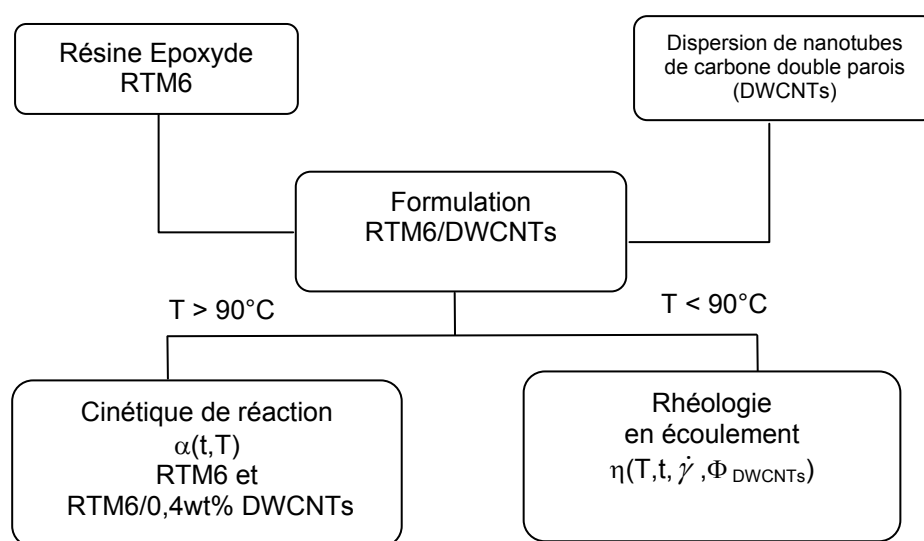 Résine Epoxyde
RTM6
Dispersion de nanotubes
de carbone double parois
(DWCNTs)
Formulation
RTM6/DWCNTs
T > 90°C
T < 90°C
Cinétique de réaction
α(t,T)
RTM6 et
RTM6/0,4wt% DWCNTs
Rhéologie
en écoulement
η(T,t, γ̇ ,Φ DWCNTs)